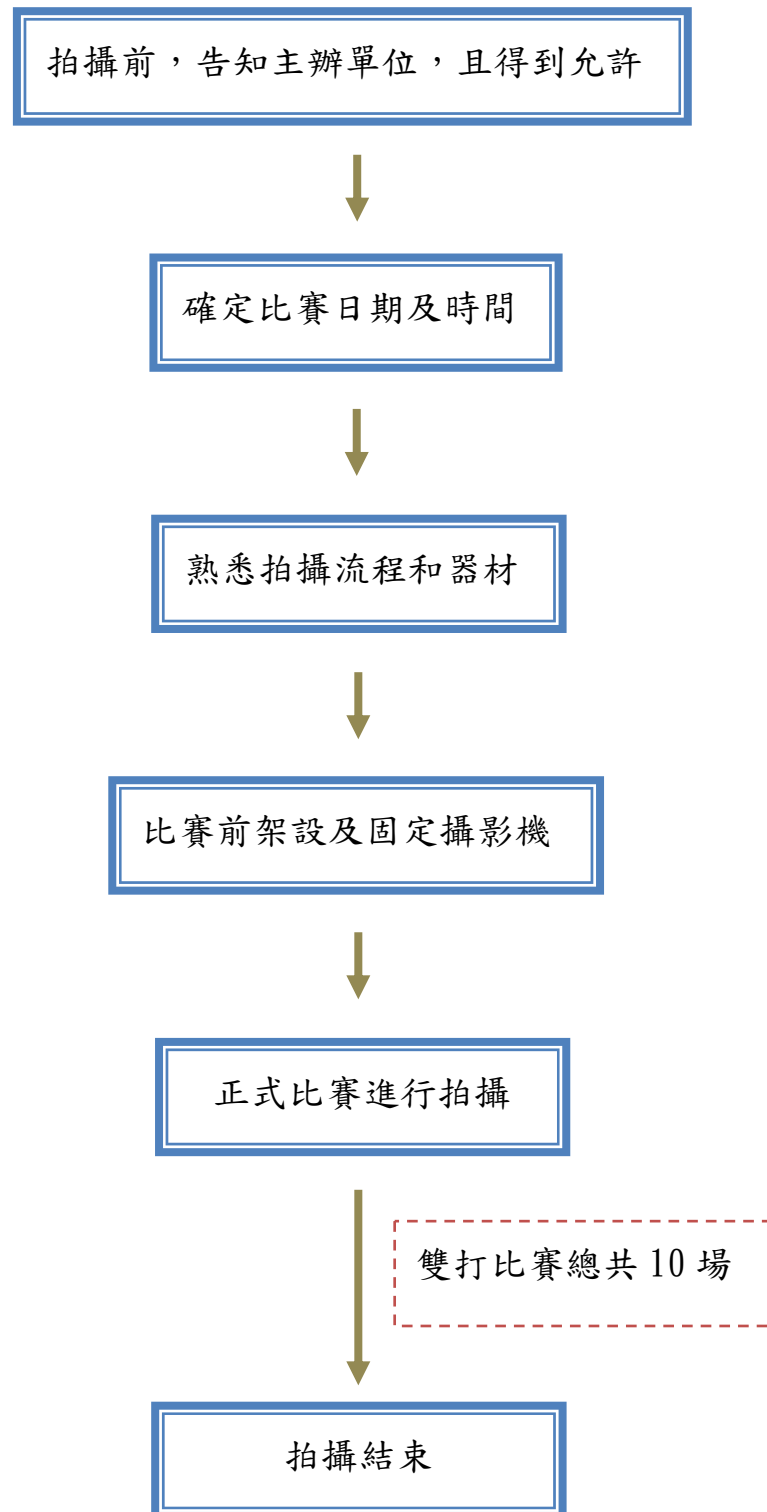 拍攝前，告知主辦單位，且得到允許
確定比賽日期及時間
熟悉拍攝流程和器材
比賽前架設及固定攝影機
正式比賽進行拍攝
雙打比賽總共 10 場
拍攝結束